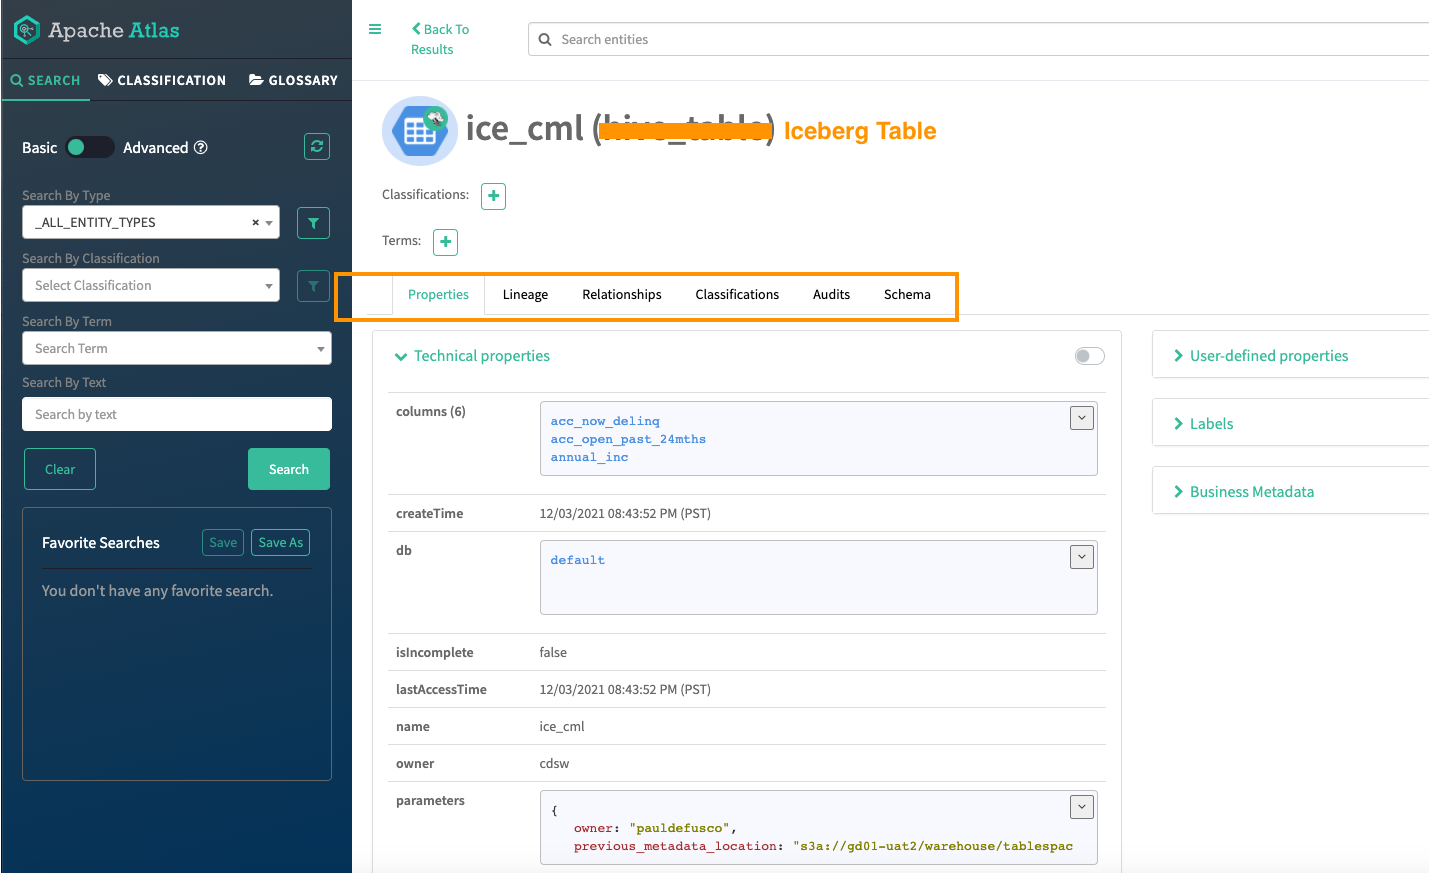 Apache Atlas
SEARCH
CLASSIFICATION
GLOSSARY
Basic
Advanced
Search By Type
_ALL_ENTITY_TYPES
×
Search By Classification
Select Classification
Search By Term
Search Term
Search By Text
Search by text
Clear
Search
Favorite Searches
Save
Save As
You don't have any favorite search.
Back To
Results
Search entities
ice_cml (hive_table) Iceberg Table
Classifications:
Terms:
Properties
Lineage
Relationships
Classifications
Audits
Schema
Technical properties
columns (6)
acc_now_delinq
acc_open_past_24mths
annual_inc
createTime
12/03/2021 08:43:52 PM (PST)
db
default
isIncomplete
false
lastAccessTime
12/03/2021 08:43:52 PM (PST)
name
ice_cml
owner
cdsw
parameters
{
owner: "pauldefusco",
previous_metadata_location: "s3a://gd01-uat2/warehouse/tablespac
User-defined properties
Labels
Business Metadata